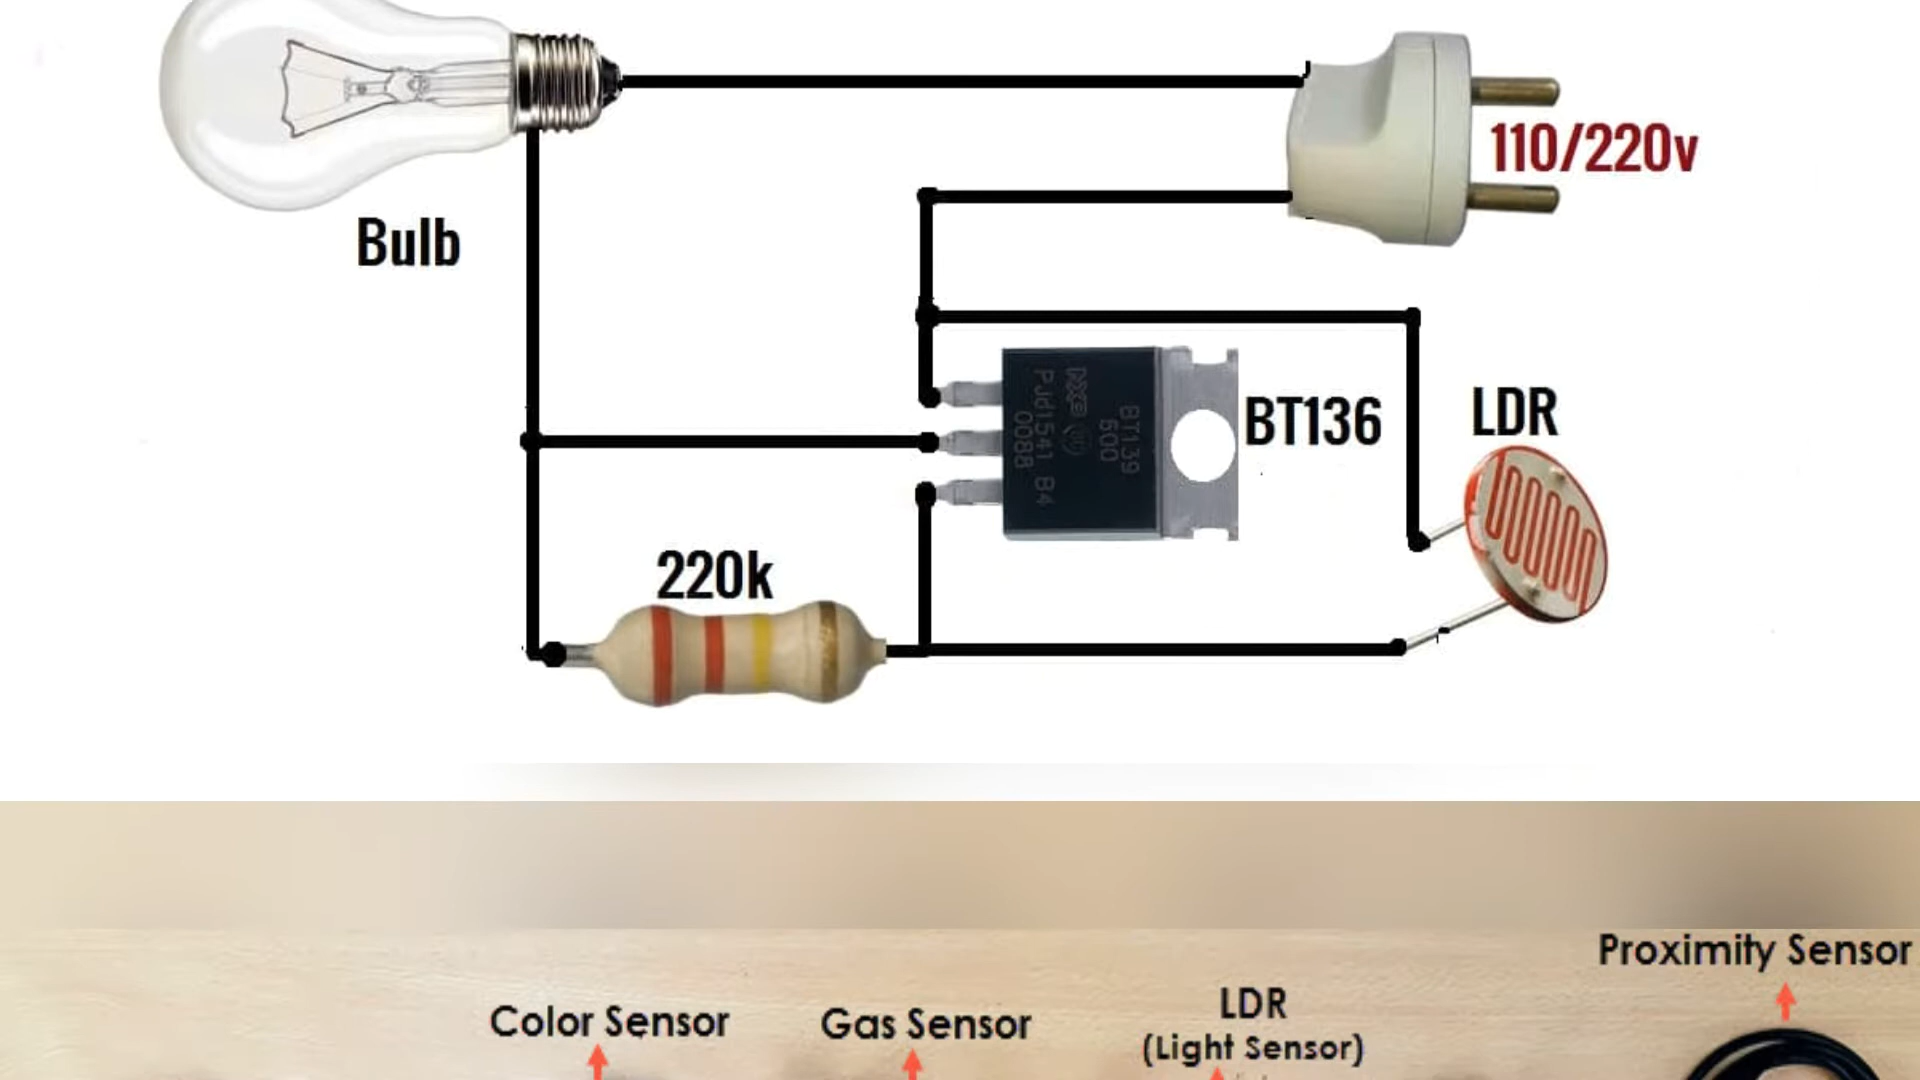 110/220v
Bulb
BT136
LDR
BT139
600
PJd1541 B4
0088
220k
Proximity Sensor
Color Sensor
Gas Sensor
LDR
(Light Sensor)